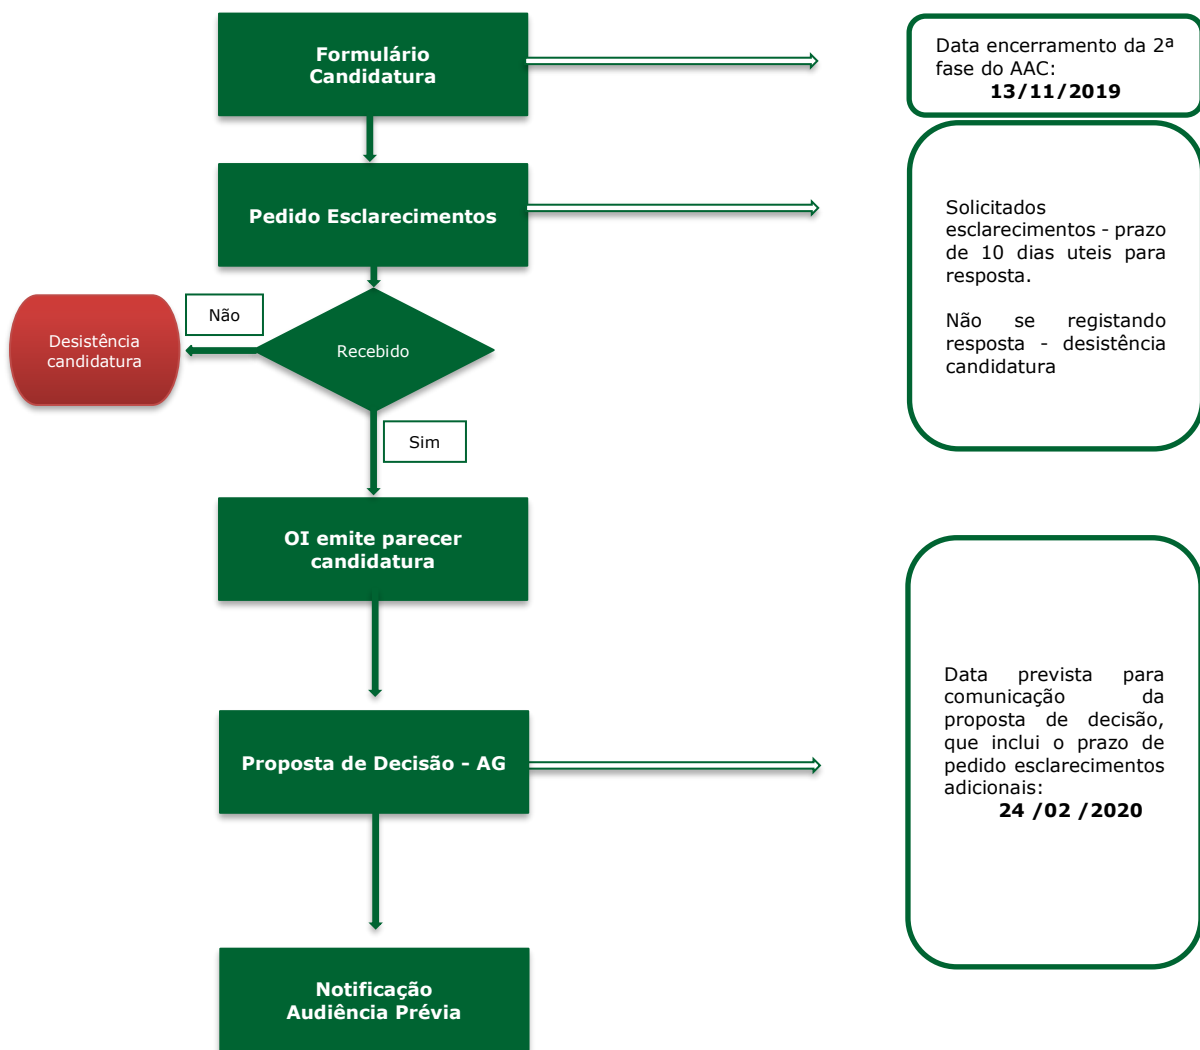 Formulário
Candidatura
Data encerramento da 2ª
fase do AAC:
13/11/2019
Pedido Esclarecimentos
Solicitados
esclarecimentos - prazo
de 10 dias uteis para
resposta.
Não se registando
resposta - desistência
candidatura
Não
Desistência
candidatura
Recebido
Sim
OI emite parecer
candidatura
Proposta de Decisão - AG
Data prevista para
comunicação da
proposta de decisão,
que inclui o prazo de
pedido esclarecimentos
adicionais:
24 /02 /2020
Notificação
Audiência Prévia